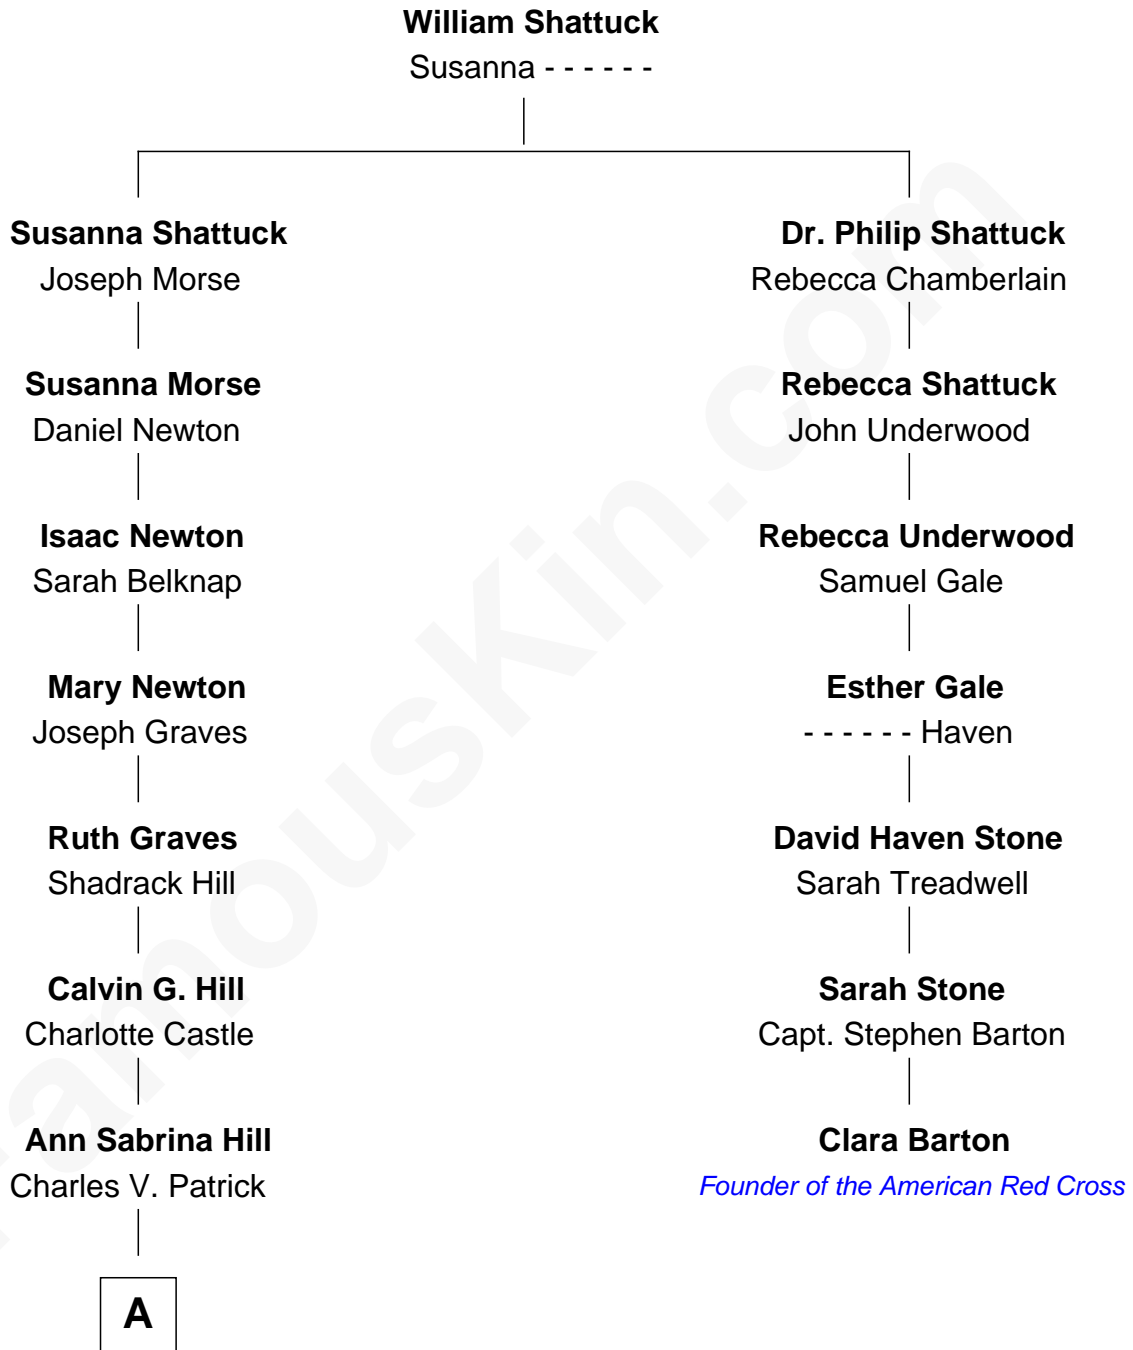 William Shattuck
Susanna - - - - - -
Susanna Shattuck
Joseph Morse
Dr. Philip Shattuck
Rebecca Chamberlain
Susanna Morse
Daniel Newton
Rebecca Shattuck
John Underwood
Isaac Newton
Sarah Belknap
Rebecca Underwood
Samuel Gale
Mary Newton
Joseph Graves
Esther Gale
- - - - - - Haven
Ruth Graves
Shadrack Hill
David Haven Stone
Sarah Treadwell
Calvin G. Hill
Charlotte Castle
Sarah Stone
Capt. Stephen Barton
Ann Sabrina Hill
Charles V. Patrick
Clara Barton
Founder of the American Red Cross
A
FamousKin.com